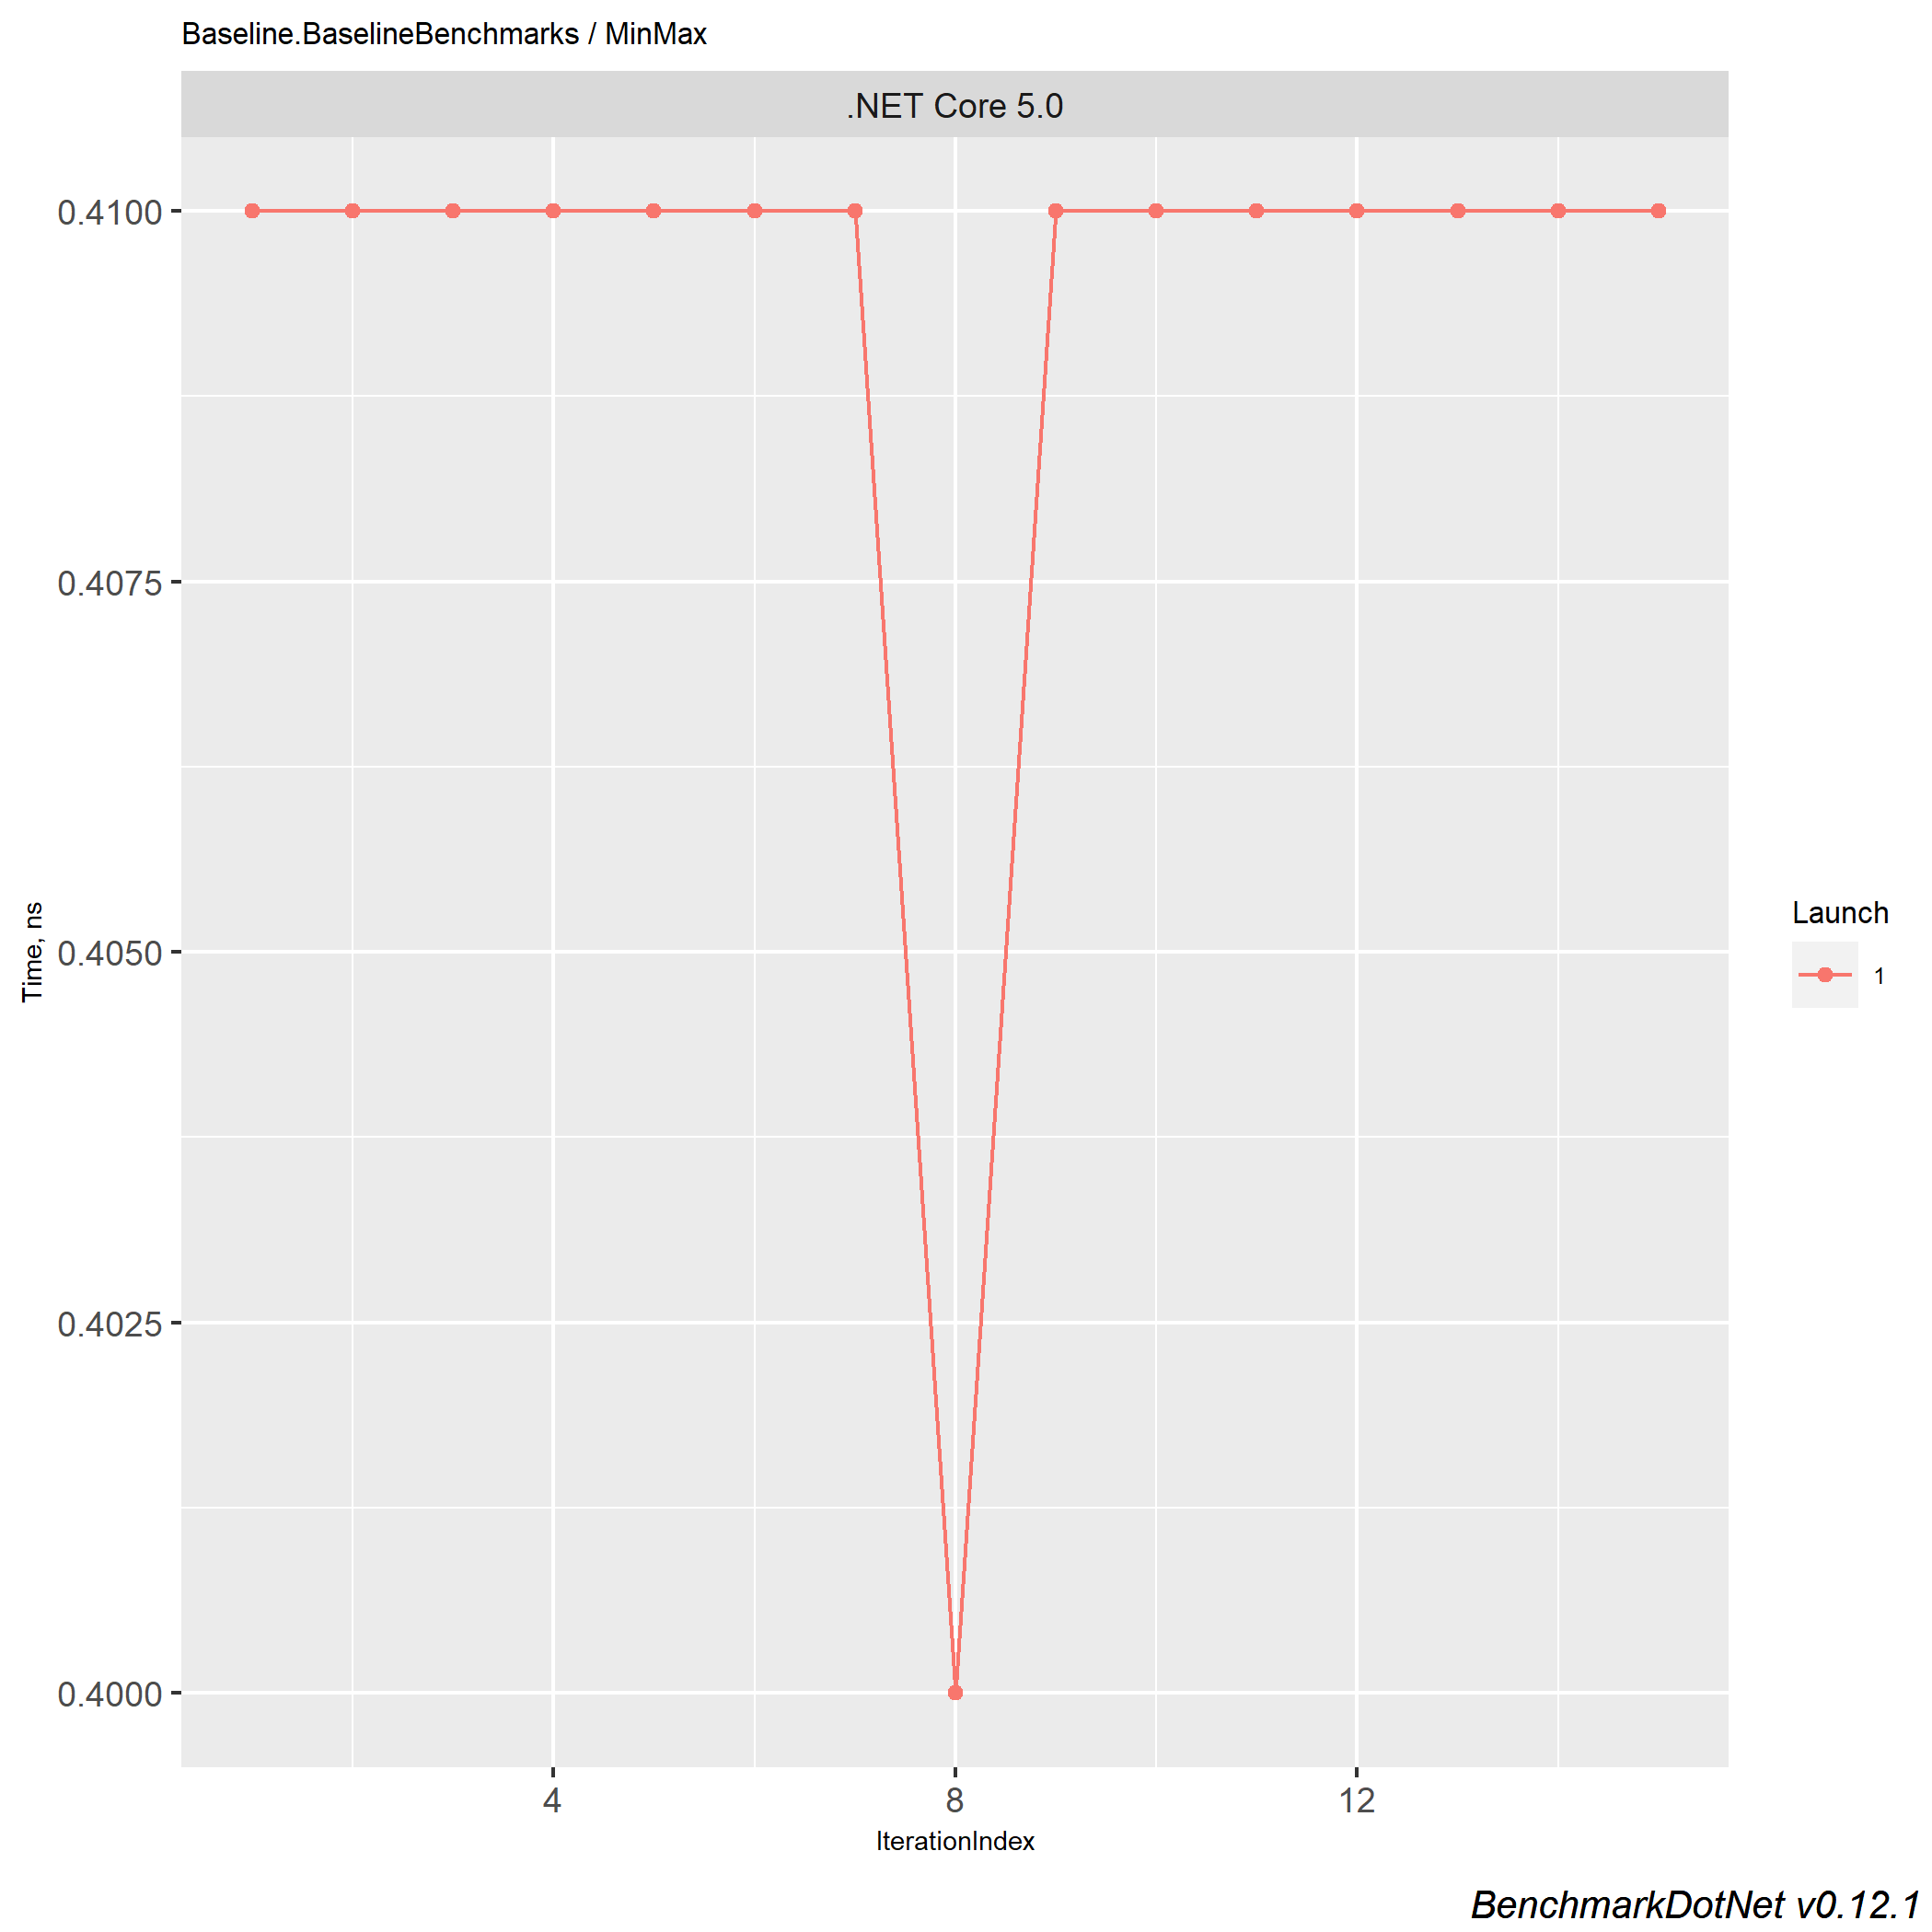 Baseline.BaselineBenchmarks / MinMax
.NET Core 5.0
0.4100
0.4075
0.4050
0.4025
0.4000
Time, ns
4 8 12
IterationIndex
Launch
1
BenchmarkDotNet v0.12.1